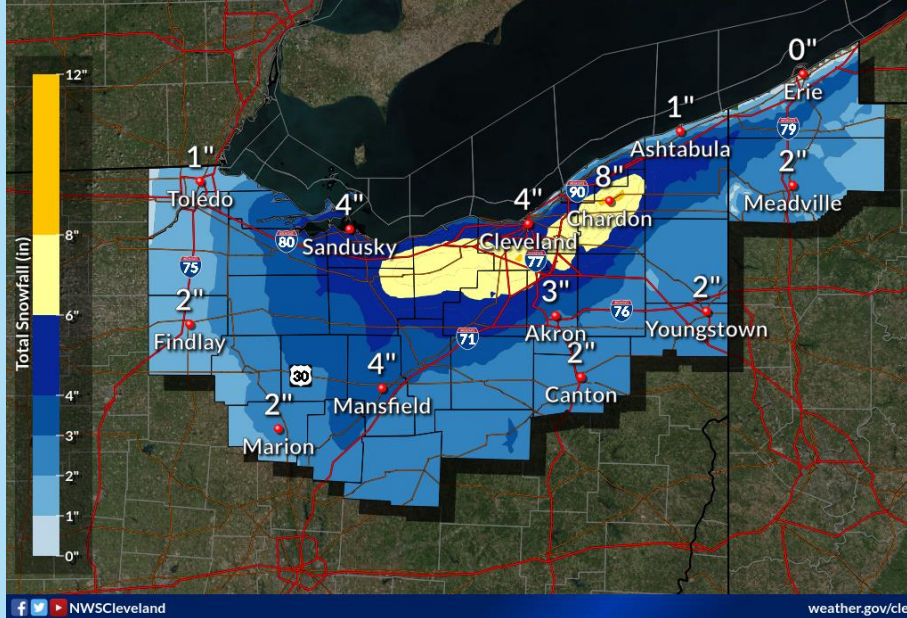 12"
8"
6"
4"
3"
2"
1"
0"
Total Snowfall (in)
0"
Erie
1"
Ashtabula
79
2"
Meadville
1"
Toledo
90
8"
Chardon
4"
Sandusky
80
4"
Cleveland
77
75
2"
Findlay
3"
Akron
76
2"
Youngstown
71
2"
Canton
30
4"
Mansfield
2"
Marion
NWSCleveland
weather.gov/cle